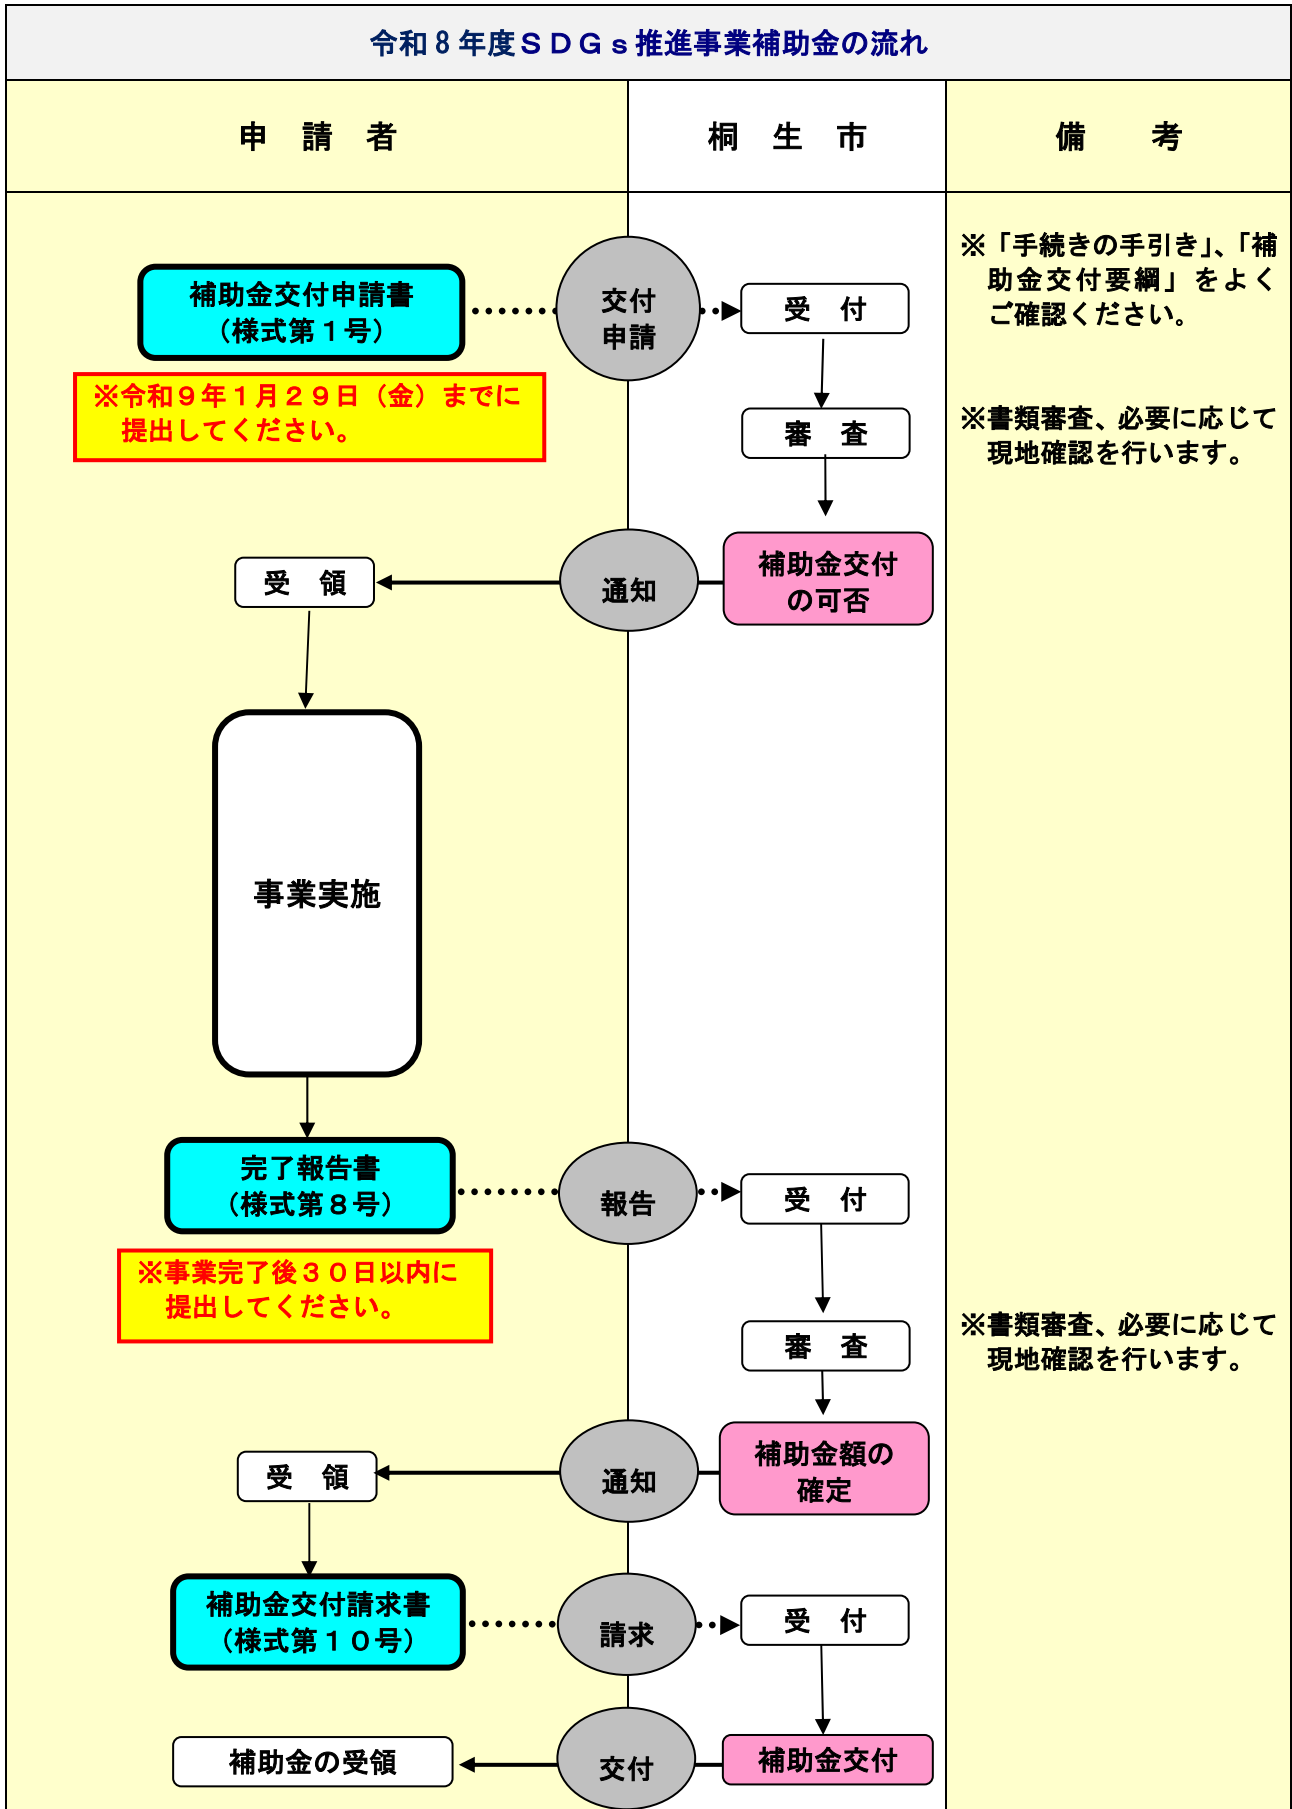 令和８年度ＳＤＧｓ推進事業補助金の流れ
申　請　者
桐　生　市
備　　考
※「手続きの手引き」、「補
助金交付要綱」をよく
ご確認ください。
補助金交付申請書
（様式第１号）
交付
申請
受　付
※令和９年１月２９日（金）までに
提出してください。
審　査
※書類審査、必要に応じて
現地確認を行います。
受　領
通知
補助金交付
の可否
事業実施
完了報告書
（様式第８号）
報告
受　付
※事業完了後３０日以内に
提出してください。
審　査
※書類審査、必要に応じて
現地確認を行います。
受　領
通知
補助金額の
確定
補助金交付請求書
（様式第１０号）
請求
受　付
補助金の受領
交付
補助金交付